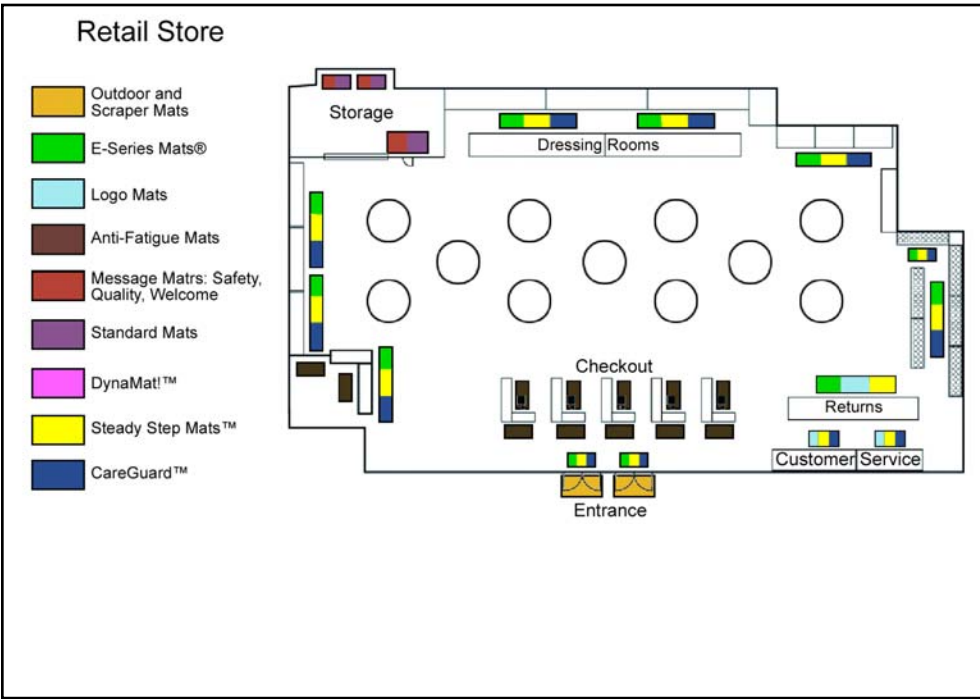 Retail Store
Outdoor and
Scraper Mats
E-Series Mats®
Logo Mats
Anti-Fatigue Mats
Message Matrs: Safety,
Quality, Welcome
Standard Mats
DynaMat!™
Steady Step Mats™
CareGuard™
Storage
Dressing Rooms
Checkout
Returns
Customer Service
Entrance